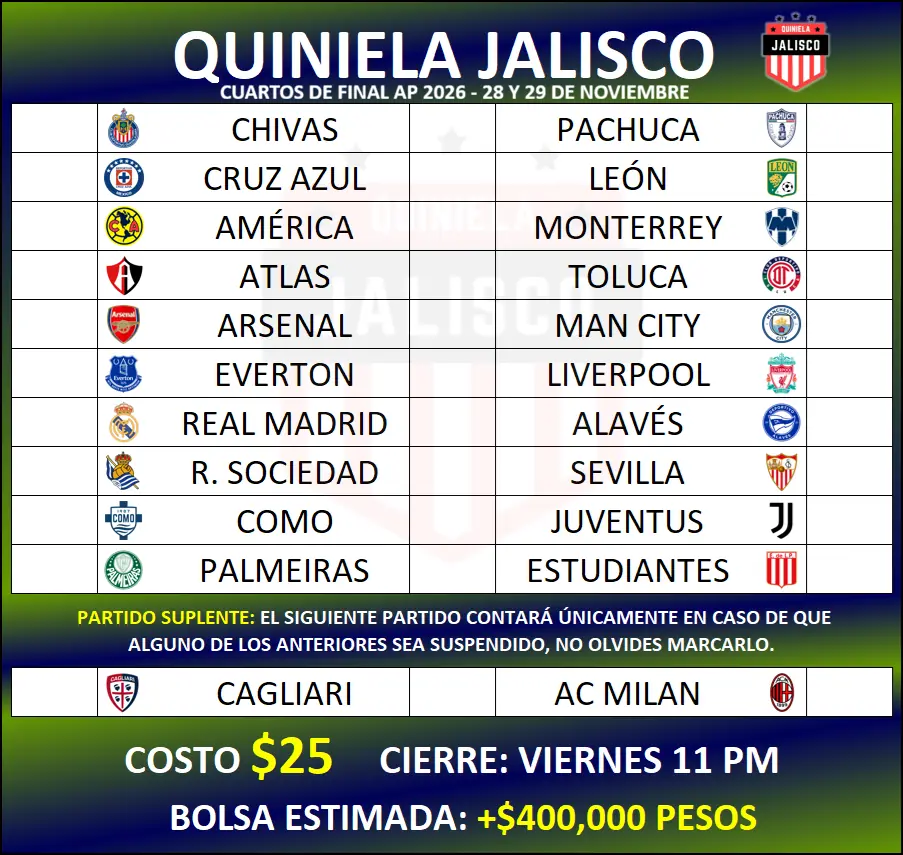 QUINIELA JALISCO
QUINIELA
JALISCO
CUARTOS DE FINAL AP 2026 - 28 Y 29 DE NOVIEMBRE
CHIVAS PACHUCA
CRUZ AZUL LEÓN
AMÉRICA MONTERREY
ATLAS TOLUCA
ARSENAL MAN CITY
EVERTON LIVERPOOL
REAL MADRID ALAVÉS
R. SOCIEDAD SEVILLA
COMO JUVENTUS
PALMEIRAS ESTUDIANTES
PARTIDO SUPLENTE: EL SIGUIENTE PARTIDO CONTARÁ ÚNICAMENTE EN CASO DE QUE
ALGUNO DE LOS ANTERIORES SEA SUSPENDIDO, NO OLVIDES MARCARLO.
CAGLIARI AC MILAN
COSTO $25 CIERRE: VIERNES 11 PM
BOLSA ESTIMADA: +$400,000 PESOS